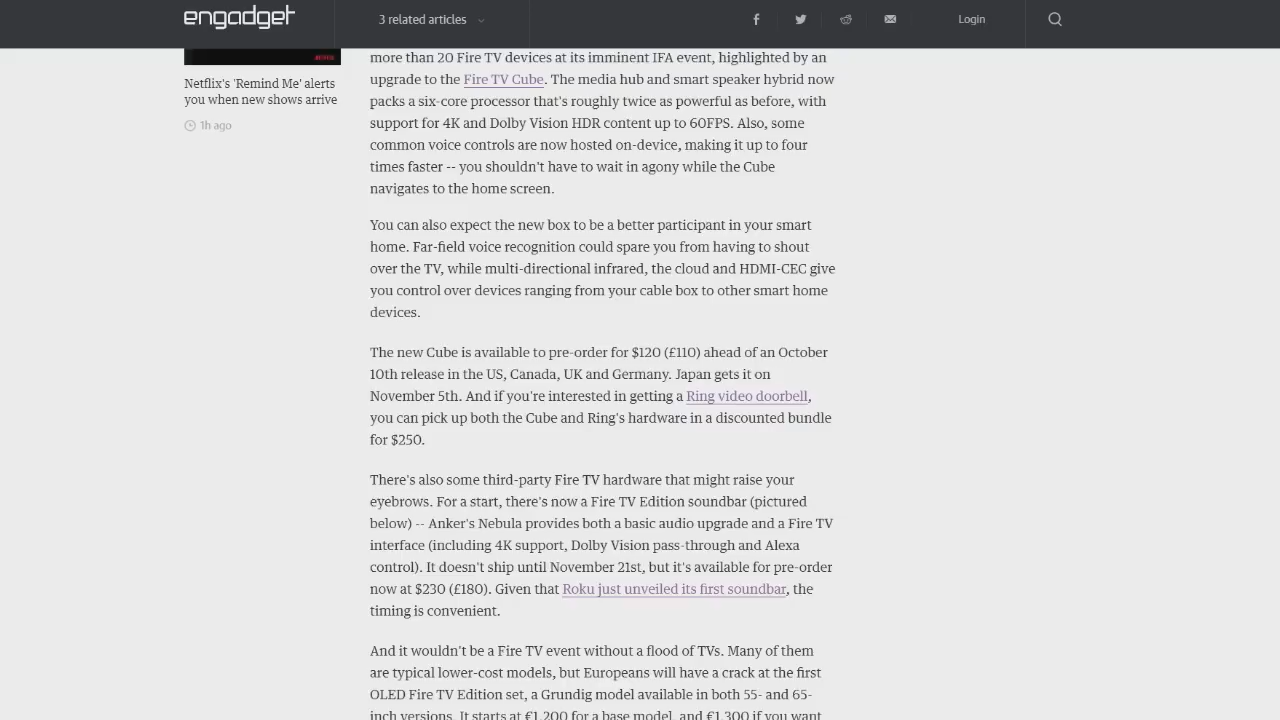 engadget
3 related articles
Login
Netflix's 'Remind Me' alerts
you when new shows arrive
1h ago
more than 20 Fire TV devices at its imminent IFA event, highlighted by an
upgrade to the Fire TV Cube. The media hub and smart speaker hybrid now
packs a six-core processor that's roughly twice as powerful as before, with
support for 4K and Dolby Vision HDR content up to 60FPS. Also, some
common voice controls are now hosted on-device, making it up to four
times faster -- you shouldn't have to wait in agony while the Cube
navigates to the home screen.
You can also expect the new box to be a better participant in your smart
home. Far-field voice recognition could spare you from having to shout
over the TV, while multi-directional infrared, the cloud and HDMI-CEC give
you control over devices ranging from your cable box to other smart home
devices.
The new Cube is available to pre-order for $120 (£110) ahead of an October
10th release in the US, Canada, UK and Germany. Japan gets it on
November 5th. And if you're interested in getting a Ring video doorbell,
you can pick up both the Cube and Ring's hardware in a discounted bundle
for $250.
There's also some third-party Fire TV hardware that might raise your
eyebrows. For a start, there's now a Fire TV Edition soundbar (pictured
below) -- Anker's Nebula provides both a basic audio upgrade and a Fire TV
interface (including 4K support, Dolby Vision pass-through and Alexa
control). It doesn't ship until November 21st, but it's available for pre-order
now at $230 (£180). Given that Roku just unveiled its first soundbar, the
timing is convenient.
And it wouldn't be a Fire TV event without a flood of TVs. Many of them
are typical lower-cost models, but Europeans will have a crack at the first
OLED Fire TV Edition set, a Grundig model available in both 55- and 65-
inch versions. It starts at €1,200 for a base model, and €1,300 if you want